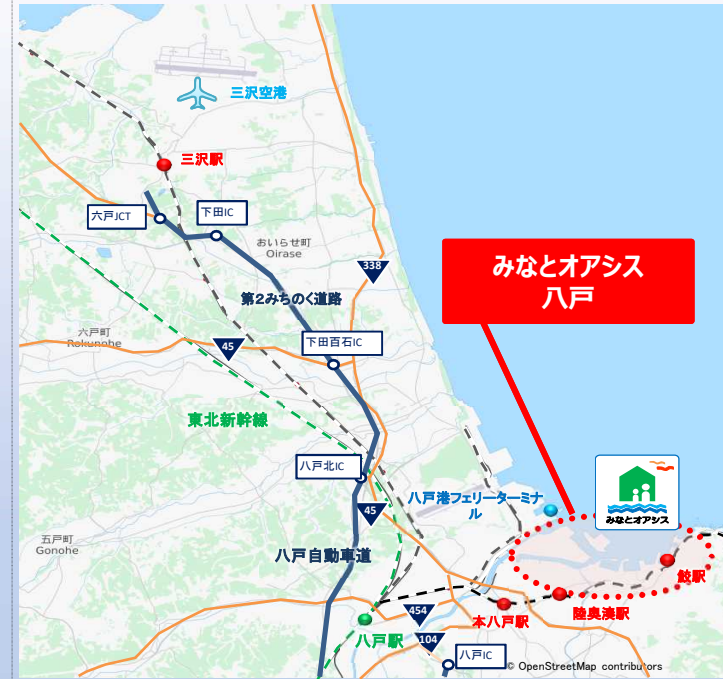 三沢空港
三沢駅
六戸JCT
下田IC
おいらせ町
Oirase
338
第2みちのく道路
みなとオアシス
八戸
六戸町
Rokunohe
45
下田百石IC
東北新幹線
八戸北IC
八戸港フェリーターミナ
ル
みなとオアシス
45
五戸町
Gonohe
八戸自動車道
鮫駅
陸奥湊駅
本八戸駅
454
八戸駅
104
八戸IC
© OpenStreetMap contributors